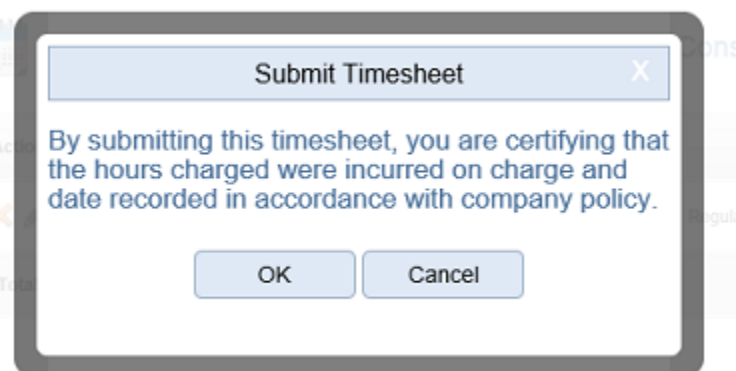 Submit Timesheet
X
By submitting this timesheet, you are certifying that
the hours charged were incurred on charge and
date recorded in accordance with company policy.
OK
Cancel